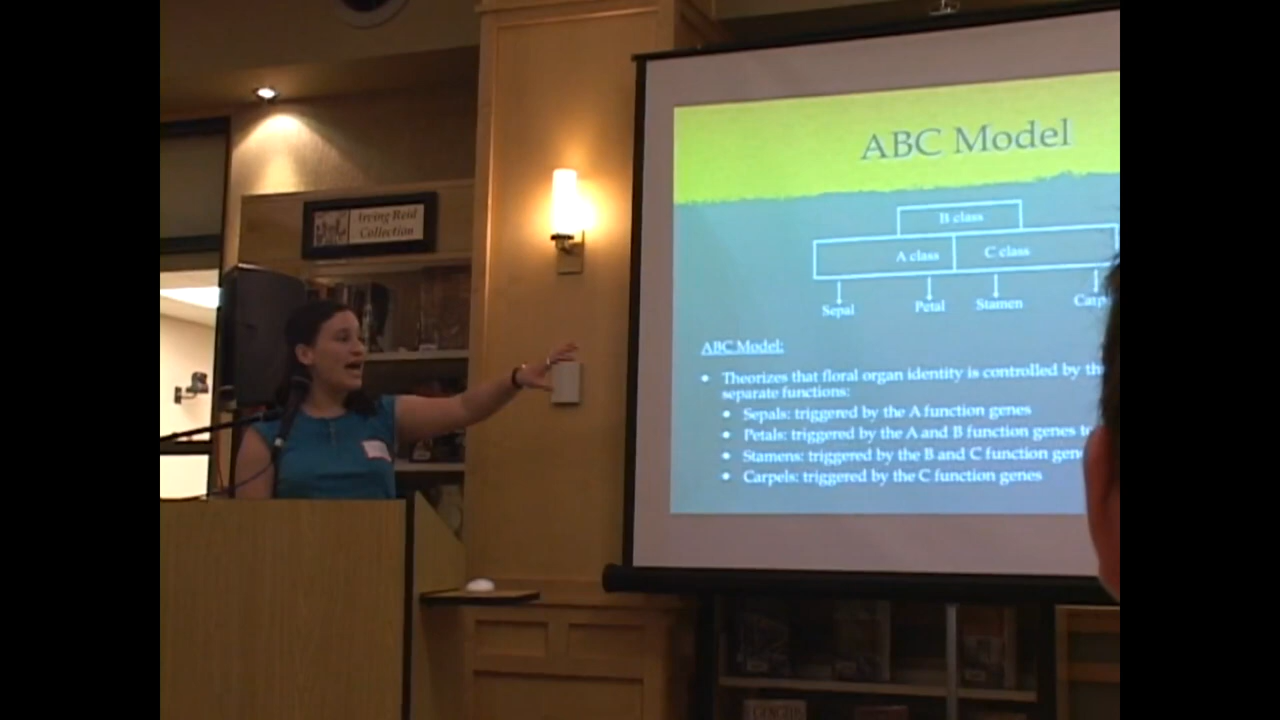 Irving Reid
Collection
ABC Model
B class
A class
C class
Sepal
Petal
Stamen
ABC Model:
• Theorizes that floral organ identity is controlled by
separate functions:
• Sepals: triggered by the A function genes
• Petals: triggered by the A and B function genes
• Stamens: triggered by the B and C function
• Carpels: triggered by the C function genes